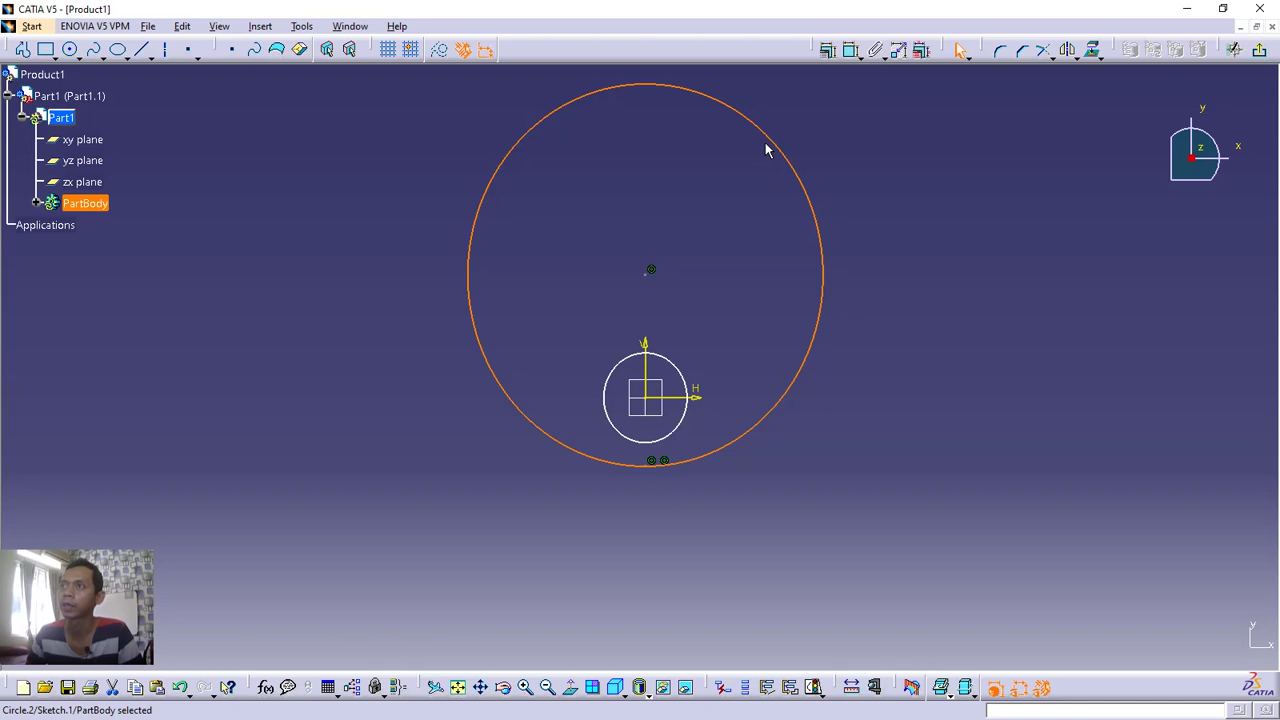 CATIA V5 - [Product1]
Start ENOVIA V5 VPM File Edit View Insert Tools Window Help
Product1
Part1 (Part1.1)
Part1
xy plane
yz plane
zx plane
PartBody
Applications
y
x
z
V
H
y
x
f(x)
CATIA
Circle.2/Sketch.1/PartBody selected